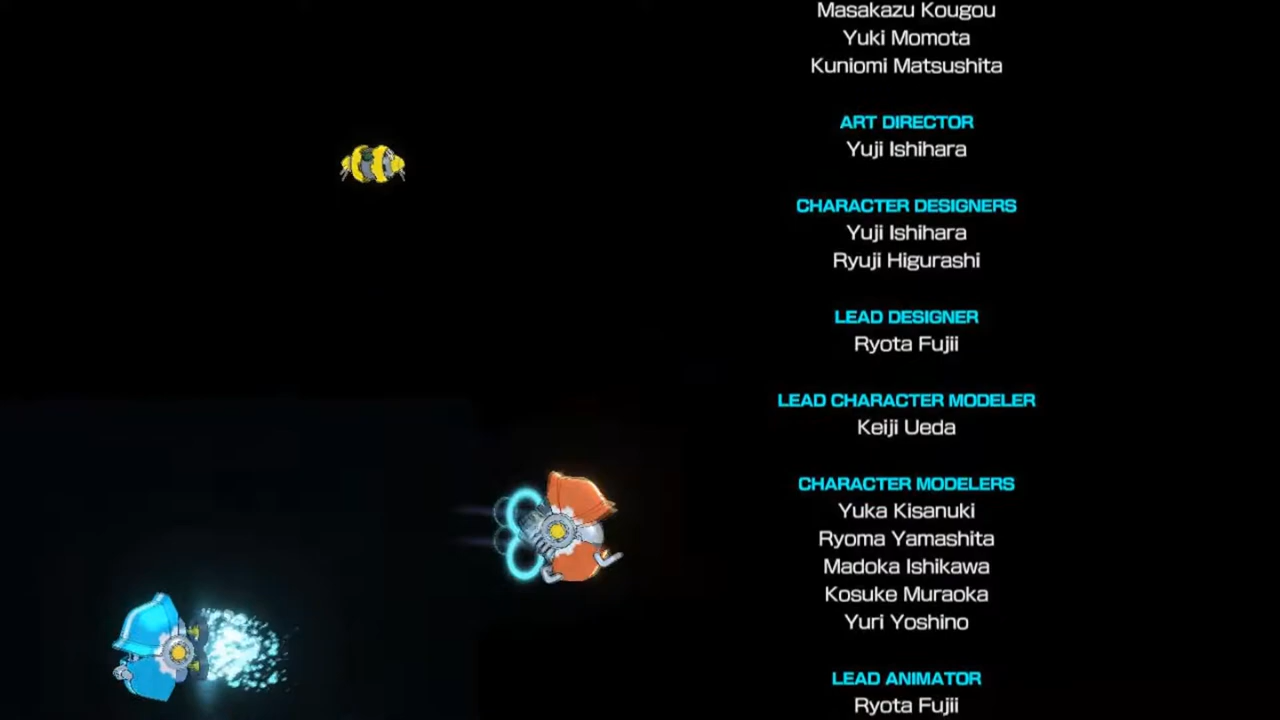 Masakazu Kougou
Yuki Momota
Kuniomi Matsushita
ART DIRECTOR
Yuji Ishihara
CHARACTER DESIGNERS
Yuji Ishihara
Ryuji Higurashi
LEAD DESIGNER
Ryota Fujii
LEAD CHARACTER MODELER
Keiji Ueda
CHARACTER MODELERS
Yuka Kisanuki
Ryoma Yamashita
Madoka Ishikawa
Kosuke Muraoka
Yuri Yoshino
LEAD ANIMATOR
Ryota Fujii